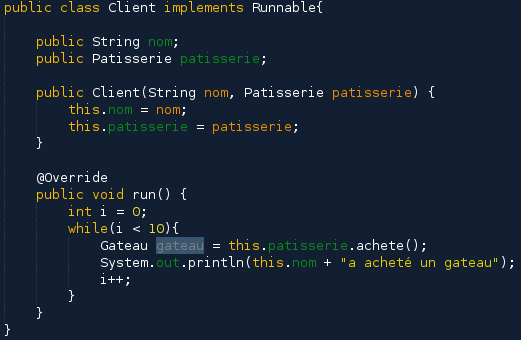 public class Client implements Runnable{
public String nom;
public Patisserie patisserie;
public Client(String nom, Patisserie patisserie) {
this.nom = nom;
this.patisserie = patisserie;
}
@Override
public void run() {
int i = 0;
while(i < 10){
Gateau gateau = this.patisserie.achete();
System.out.println(this.nom + "a acheté un gateau");
i++;
}
}
}